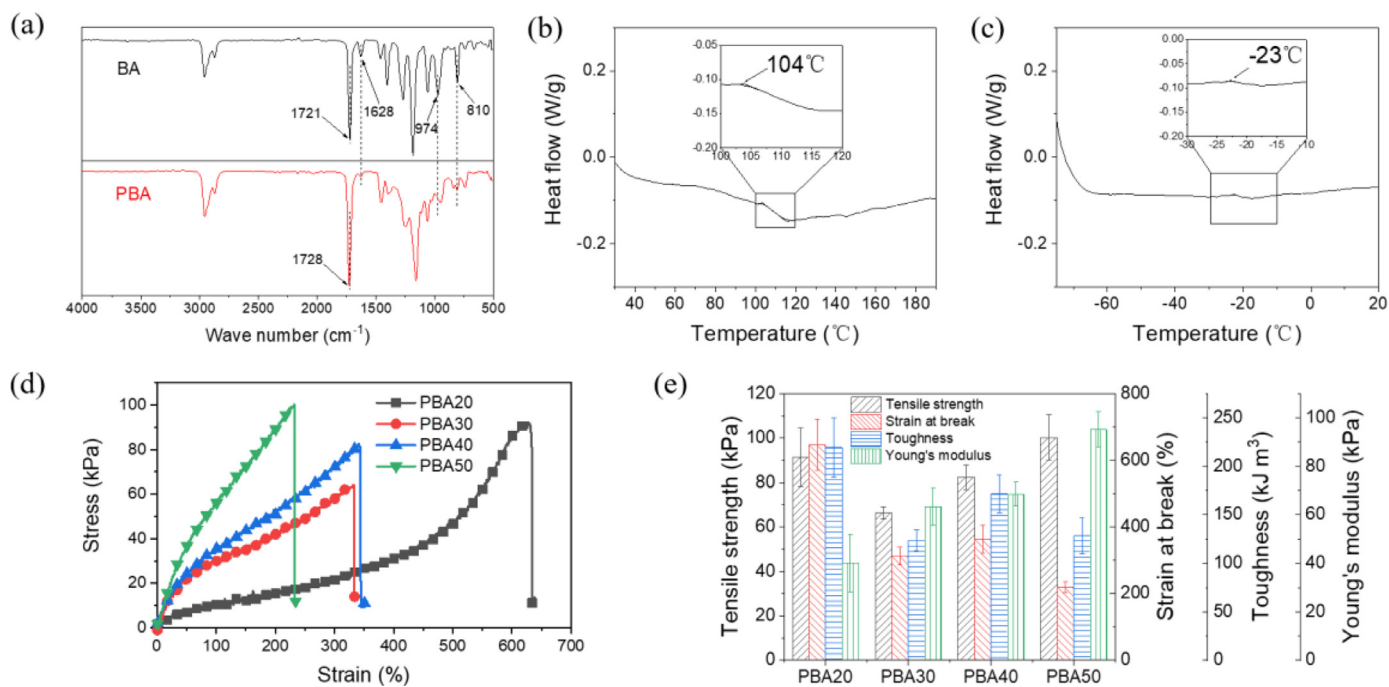 (a)
BA
1721
1628
974
810
PBA
1728
4000 3500 3000 2500 2000 1500 1000 500
Wave number (cm⁻¹)
(b)
Heat flow (W/g)
0.2
0.0
-0.2
-0.05
-0.10
-0.15
-0.20
104℃
100 105 110 115 120
40 60 80 100 120 140 160 180
Temperature (℃)
(c)
Heat flow (W/g)
0.2
0.0
-0.2
0.00
-0.05
-0.10
-0.15
-0.20
-23℃
-30 -25 -20 -15 -10
-60 -40 -20 0 20
Temperature (℃)
(d)
Stress (kPa)
100
80
60
40
20
0
PBA20
PBA30
PBA40
PBA50
0 100 200 300 400 500 600 700
Strain (%)
(e)
Tensile strength (kPa)
120
100
80
60
40
20
0
Tensile strength
Strain at break
Toughness
Young's modulus
PBA20 PBA30 PBA40 PBA50
800
600
400
200
0
Strain at break (%)
250
200
150
100
50
0
Toughness (kJ m³)
100
80
60
40
20
0
Young's modulus (kPa)